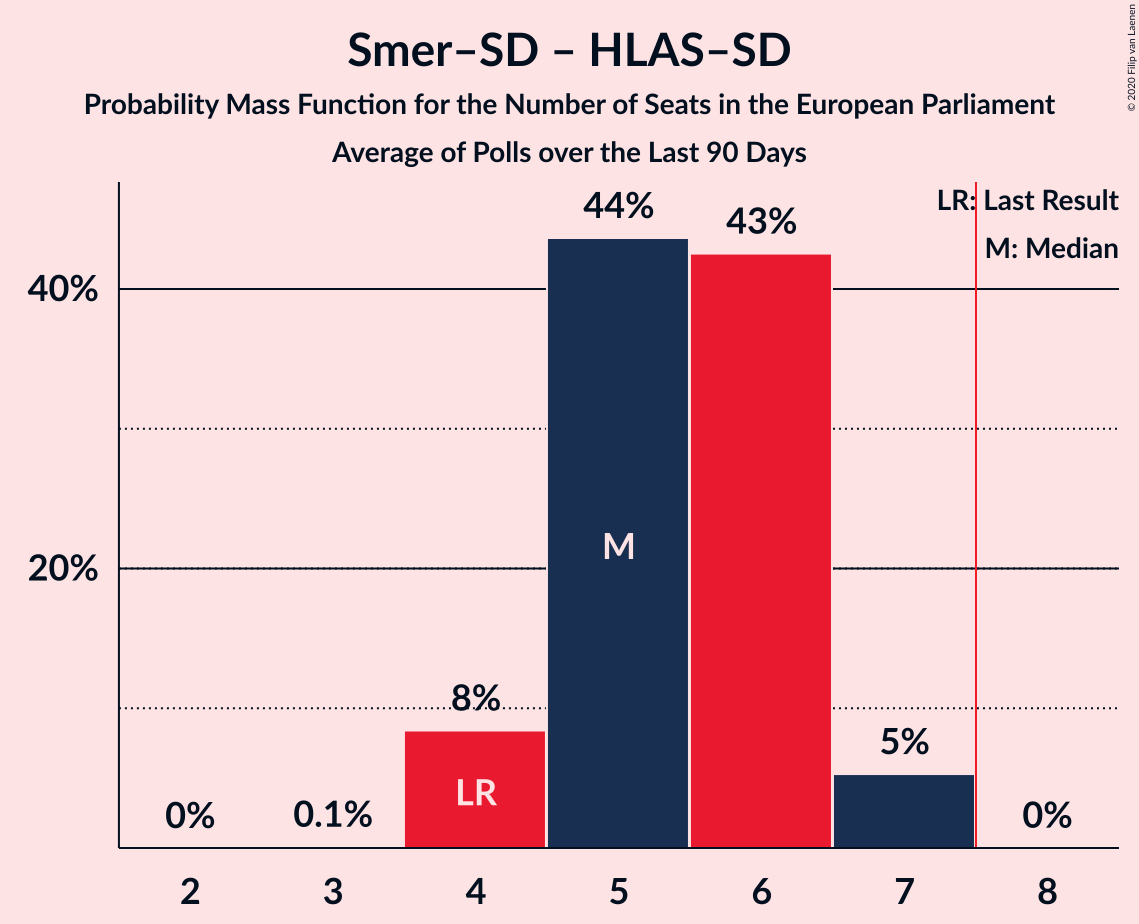 Smer–SD – HLAS–SD
Probability Mass Function for the Number of Seats in the European Parliament
Average of Polls over the Last 90 Days
© 2020 Filip van Laenen
LR: Last Result
M: Median
44%
43%
40%
M
20%
8%
5%
LR
0%
0.1%
0%
2 3 4 5 6 7 8